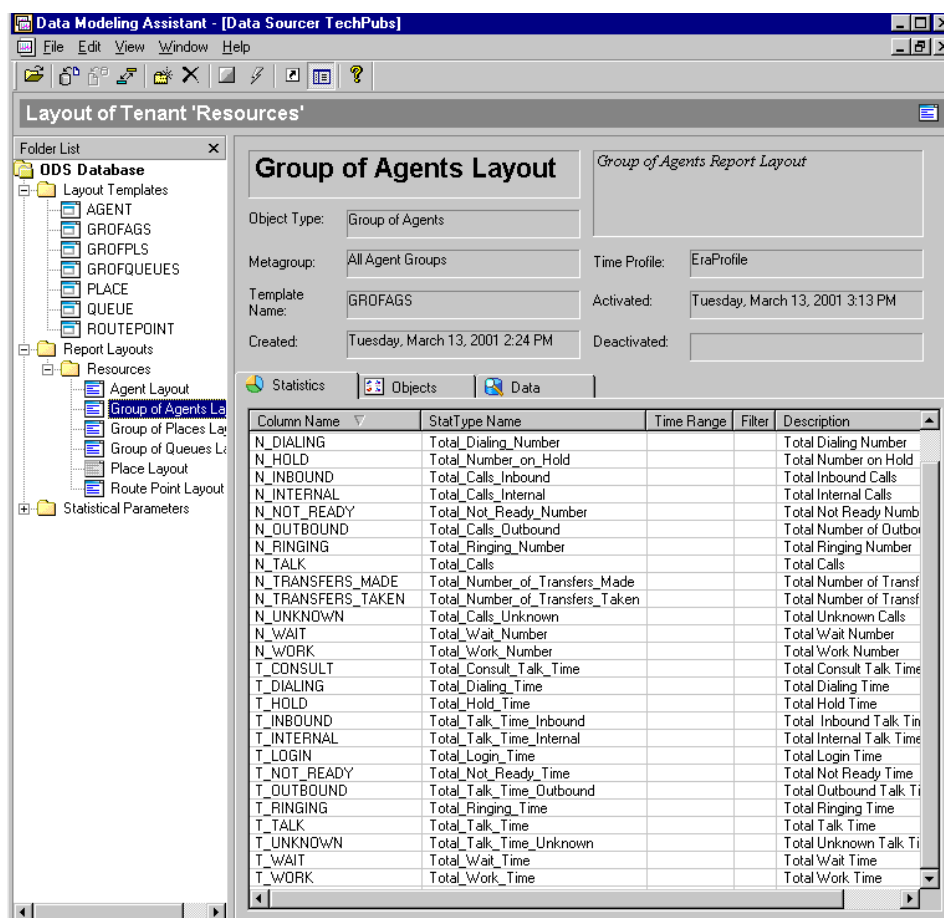 Data Modeling Assistant - [Data Sourcer TechPubs]
File Edit View Window Help
Layout of Tenant 'Resources'
Folder List
ODS Database
Layout Templates
AGENT
GROFAGS
GROFPLS
GROFQUEUES
PLACE
QUEUE
ROUTEPOINT
Report Layouts
Resources
Agent Layout
Group of Agents La
Group of Places La
Group of Queues La
Place Layout
Route Point Layout
Statistical Parameters
Group of Agents Layout
Group of Agents Report Layout
Object Type: Group of Agents
Metagroup: All Agent Groups Time Profile: EraProfile
Template Name: GROFAGS Activated: Tuesday, March 13, 2001 3:13 PM
Created: Tuesday, March 13, 2001 2:24 PM Deactivated:
Statistics Objects Data
Column Name StatType Name Time Range Filter Description
N_DIALING Total_Dialing_Number Total Dialing Number
N_HOLD Total_Number_on_Hold Total Number on Hold
N_INBOUND Total_Calls_Inbound Total Inbound Calls
N_INTERNAL Total_Calls_Internal Total Internal Calls
N_NOT_READY Total_Not_Ready_Number Total Not Ready Numb
N_OUTBOUND Total_Calls_Outbound Total Number of Outbou
N_RINGING Total_Ringing_Number Total Ringing Number
N_TALK Total_Calls Total Calls
N_TRANSFERS_MADE Total_Number_of_Transfers_Made Total Number of Transf
N_TRANSFERS_TAKEN Total_Number_of_Transfers_Taken Total Number of Transf
N_UNKNOWN Total_Calls_Unknown Total Unknown Calls
N_WAIT Total_Wait_Number Total Wait Number
N_WORK Total_Work_Number Total Work Number
T_CONSULT Total_Consult_Talk_Time Total Consult Talk Time
T_DIALING Total_Dialing_Time Total Dialing Time
T_HOLD Total_Hold_Time Total Hold Time
T_INBOUND Total_Talk_Time_Inbound Total Inbound Talk Tin
T_INTERNAL Total_Talk_Time_Internal Total Internal Talk Time
T_LOGIN Total_Login_Time Total Login Time
T_NOT_READY Total_Not_Ready_Time Total Not Ready Time
T_OUTBOUND Total_Talk_Time_Outbound Total Outbound Talk Ti
T_RINGING Total_Ringing_Time Total Ringing Time
T_TALK Total_Talk_Time Total Talk Time
T_UNKNOWN Total_Talk_Time_Unknown Total Unknown Talk Ti
T_WAIT Total_Wait_Time Total Wait Time
T_WORK Total_Work_Time Total Work Time